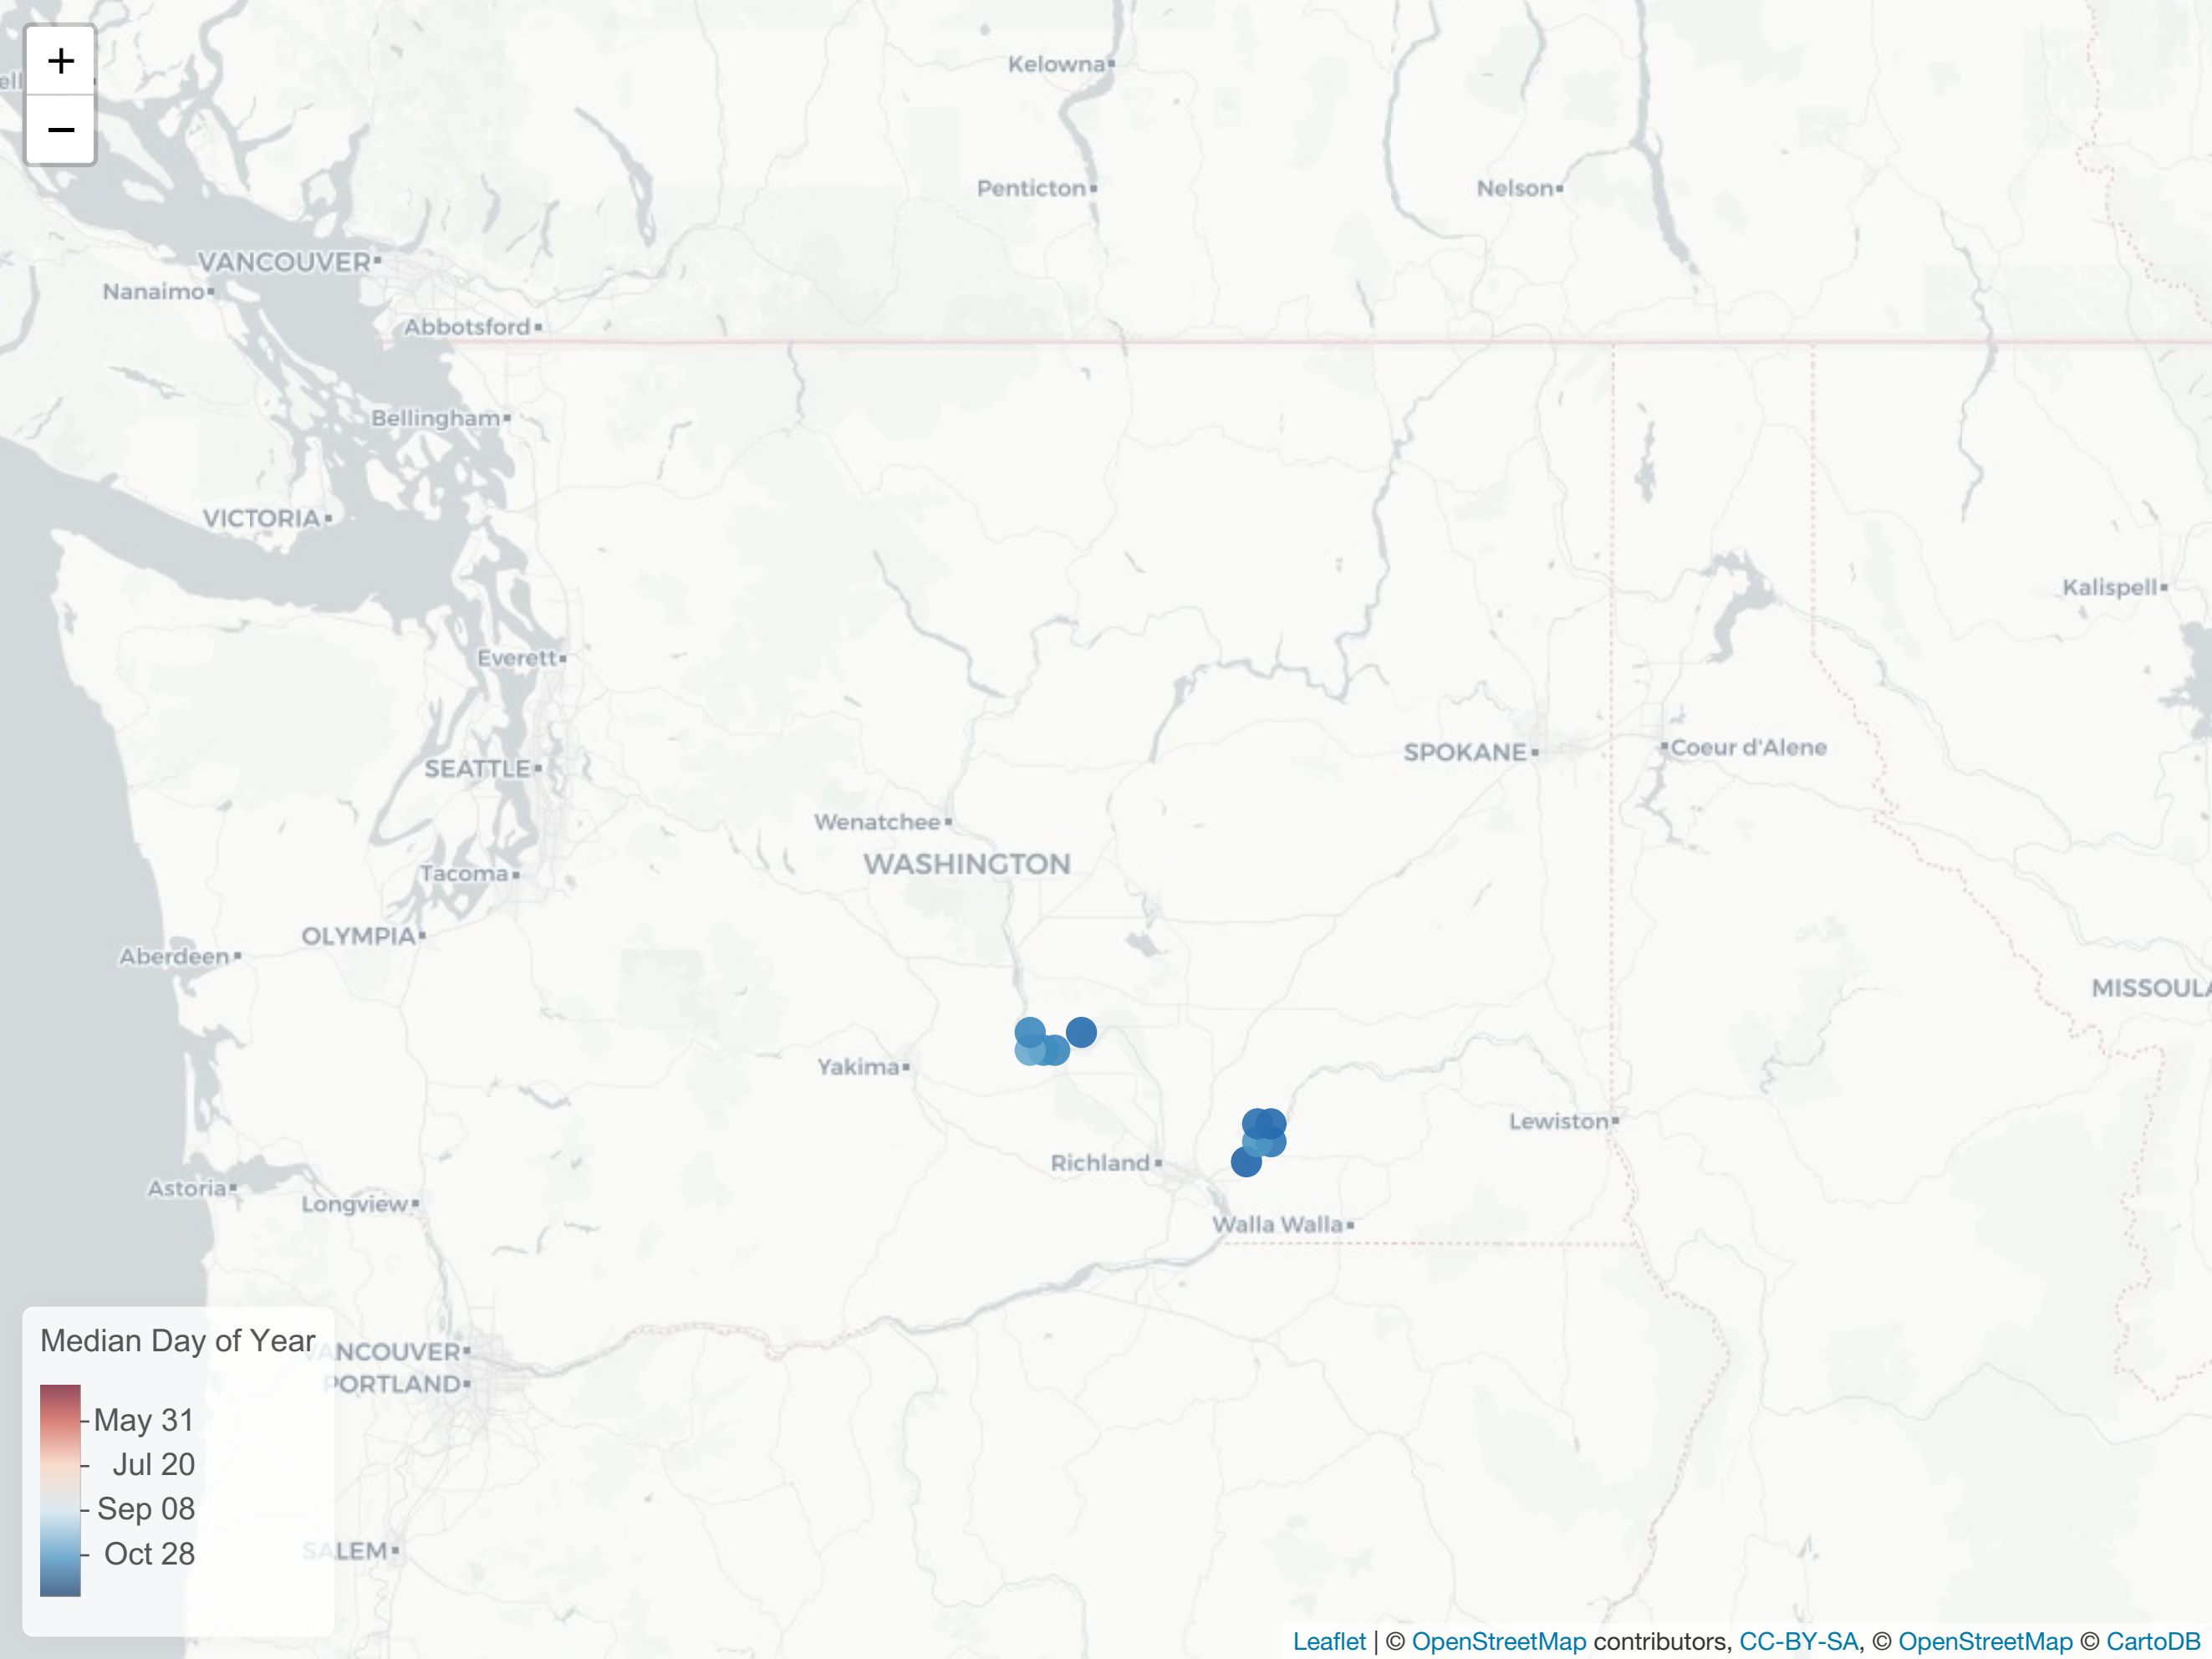 +
−
Kelowna
Penticton
Nelson
VANCOUVER
Nanaimo
Abbotsford
Bellingham
VICTORIA
Kalispell
Everett
SPOKANE
Coeur d'Alene
SEATTLE
Wenatchee
WASHINGTON
Tacoma
OLYMPIA
Aberdeen
MISSOULA
Yakima
Lewiston
Richland
Astoria
Longview
Walla Walla
Median Day of Year
VANCOUVER
PORTLAND
May 31
Jul 20
Sep 08
Oct 28
SALEM
Leaflet | © OpenStreetMap contributors, CC-BY-SA, © OpenStreetMap © CartoDB